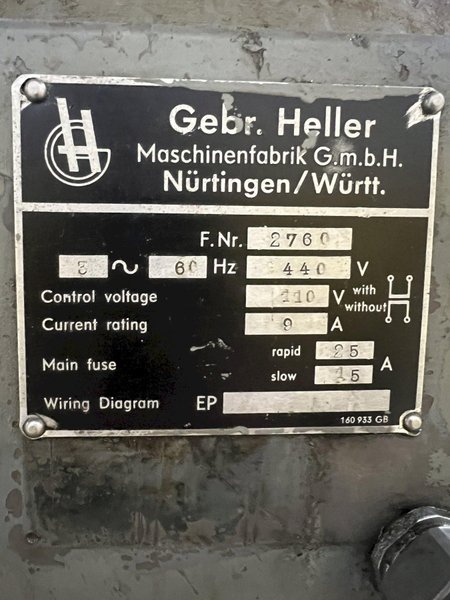 Gebr. Heller
Maschinenfabrik G.m.b.H.
Nürtingen/Württ.
F.Nr. 2760
3 ~ 60 Hz 440 V
Control voltage 110 V with without
Current rating 9 A
Main fuse rapid 25 A
slow 15
Wiring Diagram EP
160 933 GB